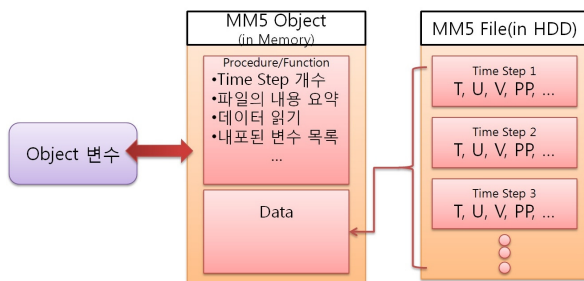 MM5 Object
(in Memory)
Procedure/Function
•Time Step 개수
•파일의 내용 요약
•데이터 읽기
•내포된 변수 목록
...
Data
Object 변수
MM5 File(in HDD)
Time Step 1
T, U, V, PP, ...
Time Step 2
T, U, V, PP, ...
Time Step 3
T, U, V, PP, ...